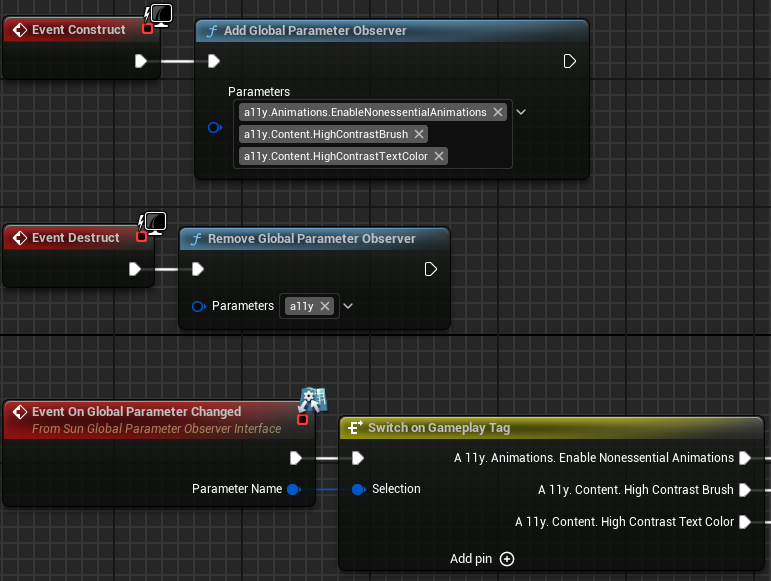 Event Construct
Add Global Parameter Observer
Parameters
a11y.Animations.EnableNonessentialAnimations
a11y.Content.HighContrastBrush
a11y.Content.HighContrastTextColor
Event Destruct
Remove Global Parameter Observer
Parameters a11y
Event On Global Parameter Changed
From Sun Global Parameter Observer Interface
Switch on Gameplay Tag
A 11y. Animations. Enable Nonessential Animations
Parameter Name
Selection
A 11y. Content. High Contrast Brush
A 11y. Content. High Contrast Text Color
Add pin